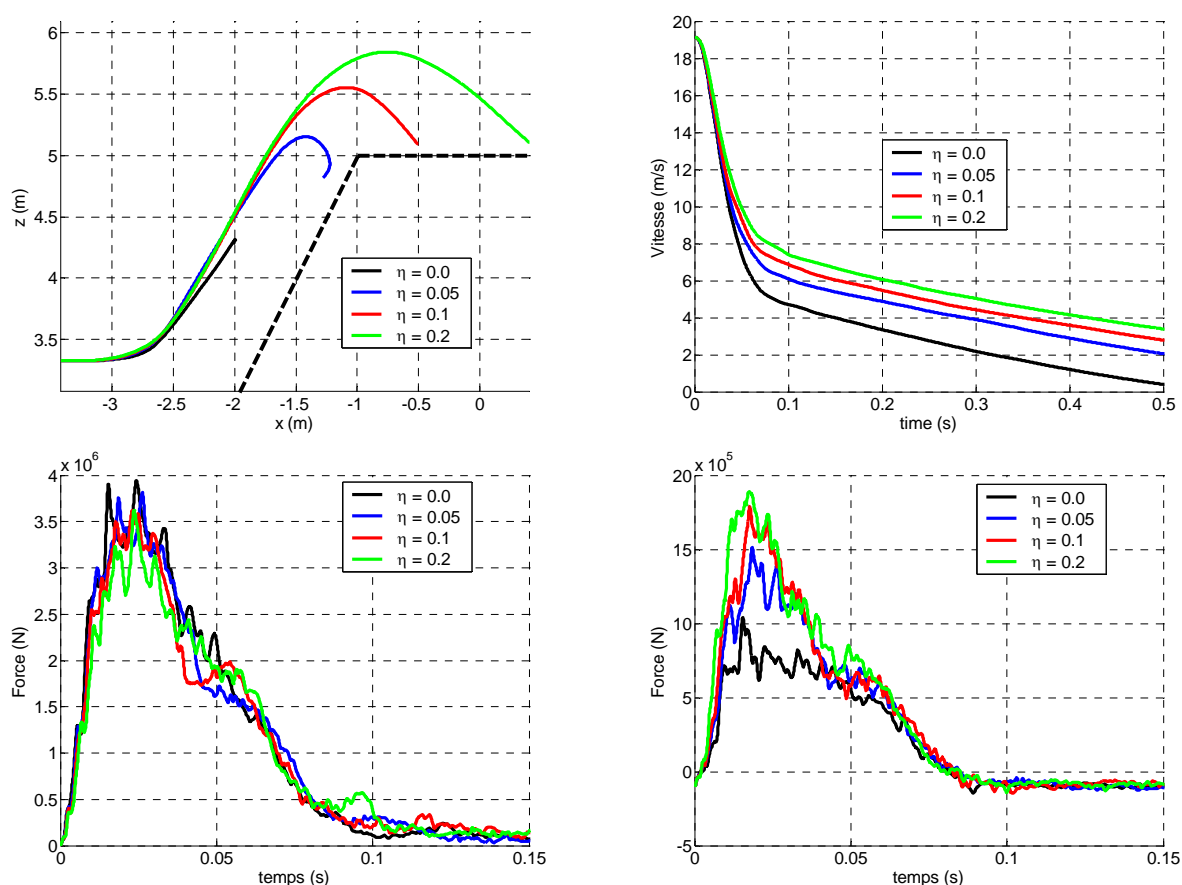 6
5.5
5
4.5
4
3.5
z (m)
-3
-2.5
-2
-1.5
-1
-0.5
0
x (m)
η = 0.0
η = 0.05
η = 0.1
η = 0.2
20
18
16
14
12
10
8
6
4
2
0
Vitesse (m/s)
0
0.1
0.2
0.3
0.4
0.5
time (s)
η = 0.0
η = 0.05
η = 0.1
η = 0.2
x 10^6
4
3.5
3
2.5
2
1.5
1
0.5
0
Force (N)
0
0.05
0.1
0.15
temps (s)
η = 0.0
η = 0.05
η = 0.1
η = 0.2
x 10^5
20
15
10
5
0
-5
Force (N)
0
0.05
0.1
0.15
temps (s)
η = 0.0
η = 0.05
η = 0.1
η = 0.2